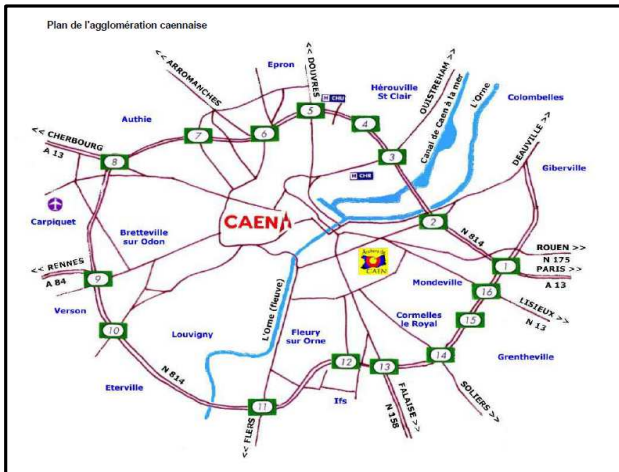 Plan de l'agglomération caennaise
<< DOUVRES
Epron
<< ARROMANCHES
H CHU
Hérouville
St Clair
OUISTREHAM >>
Canal de Caen à la mer
L'Orne
Colombelles
DEAUVILLE >>
Authie
5
4
6
7
3
<< CHERBOURG
A 13
8
H CHR
Giberville
Carpiquet
Bretteville
sur Odon
CAEN
2
N 814
ROUEN >>
N 175
PARIS >>
A 13
1
<< RENNES
A 84
9
CAEN
Mondeville
16
LISIEUX >>
N 13
Verson
10
L'Orne (fleuve)
Cormelles
le Royal
15
Louvigny
Fleury
sur Orne
Grentheville
N 814
12
13
14
Eterville
11
Ifs
FALAISE >>
N 158
SOLIERS >>
<< FLERS